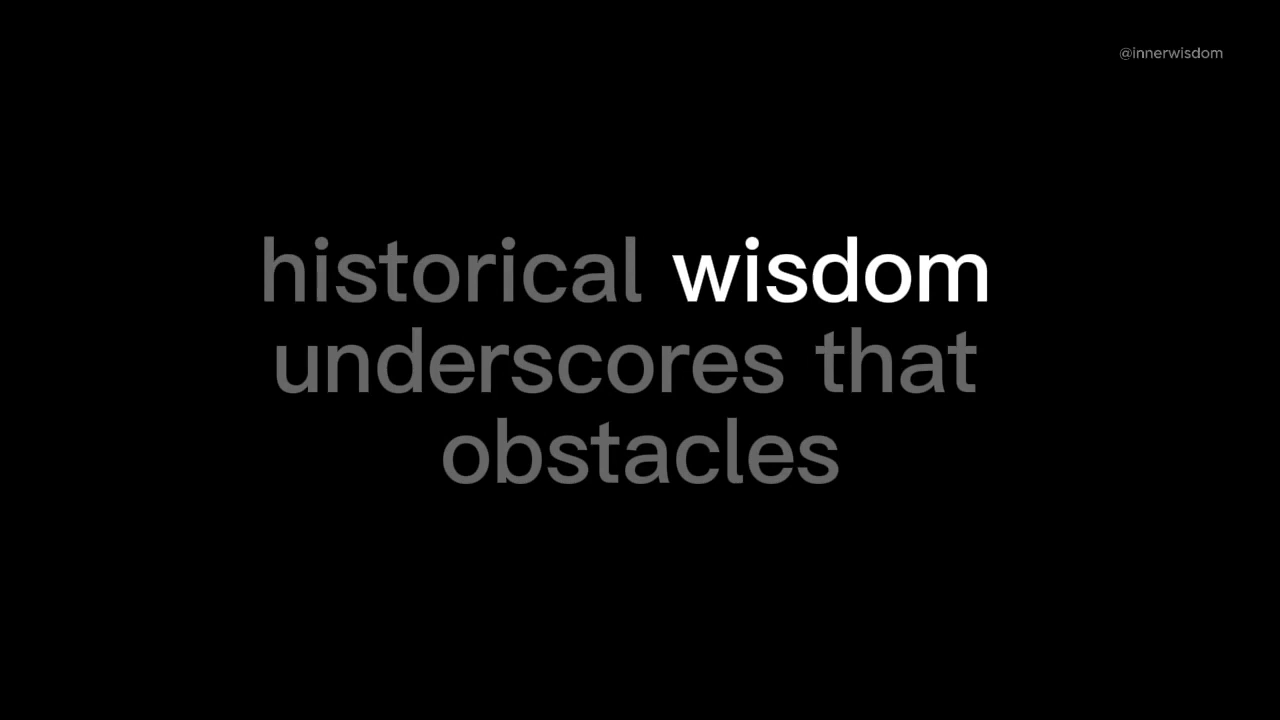 @innerwisdom
historical wisdom
underscores that
obstacles